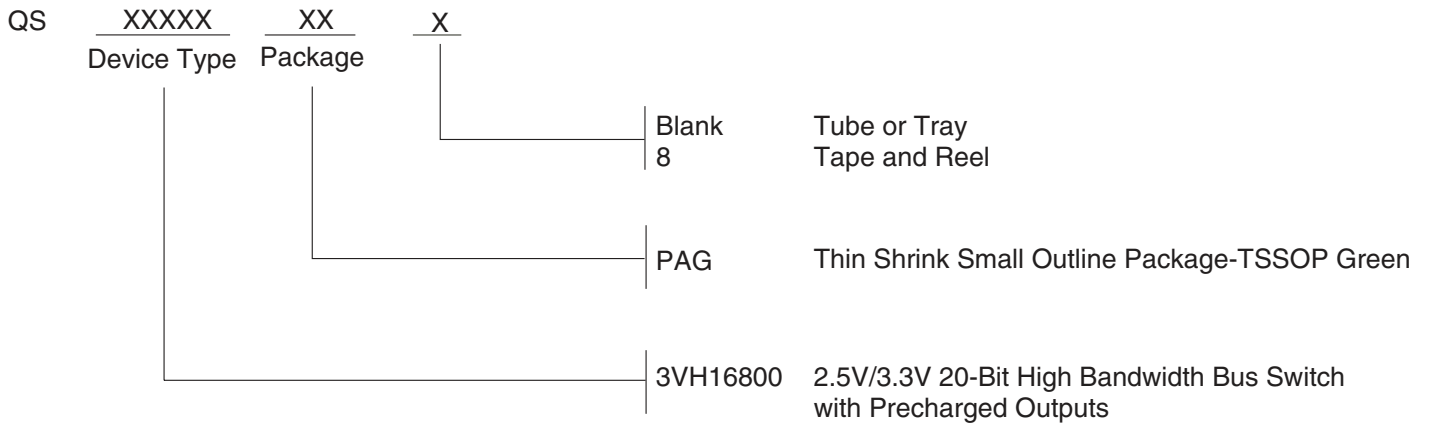 QS XXXXX XX X
Device Type Package
Blank Tube or Tray
8 Tape and Reel
PAG Thin Shrink Small Outline Package-TSSOP Green
3VH16800 2.5V/3.3V 20-Bit High Bandwidth Bus Switch
with Precharged Outputs